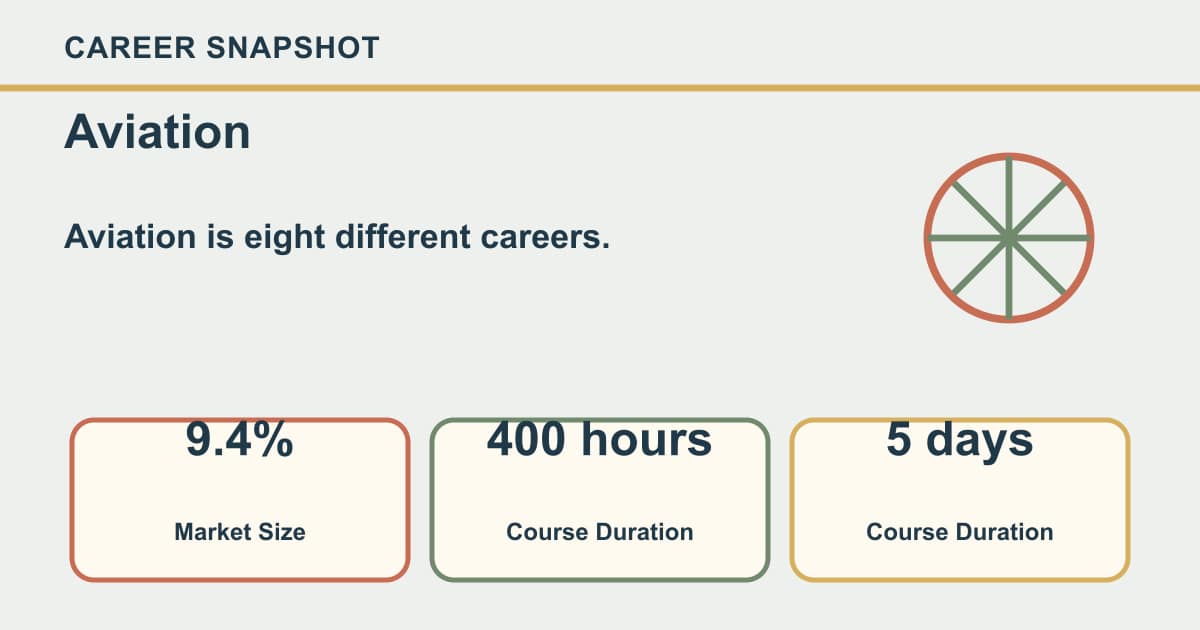 CAREER SNAPSHOT
Aviation
Aviation is eight different careers.
9.4%
Market Size
400 hours
Course Duration
5 days
Course Duration